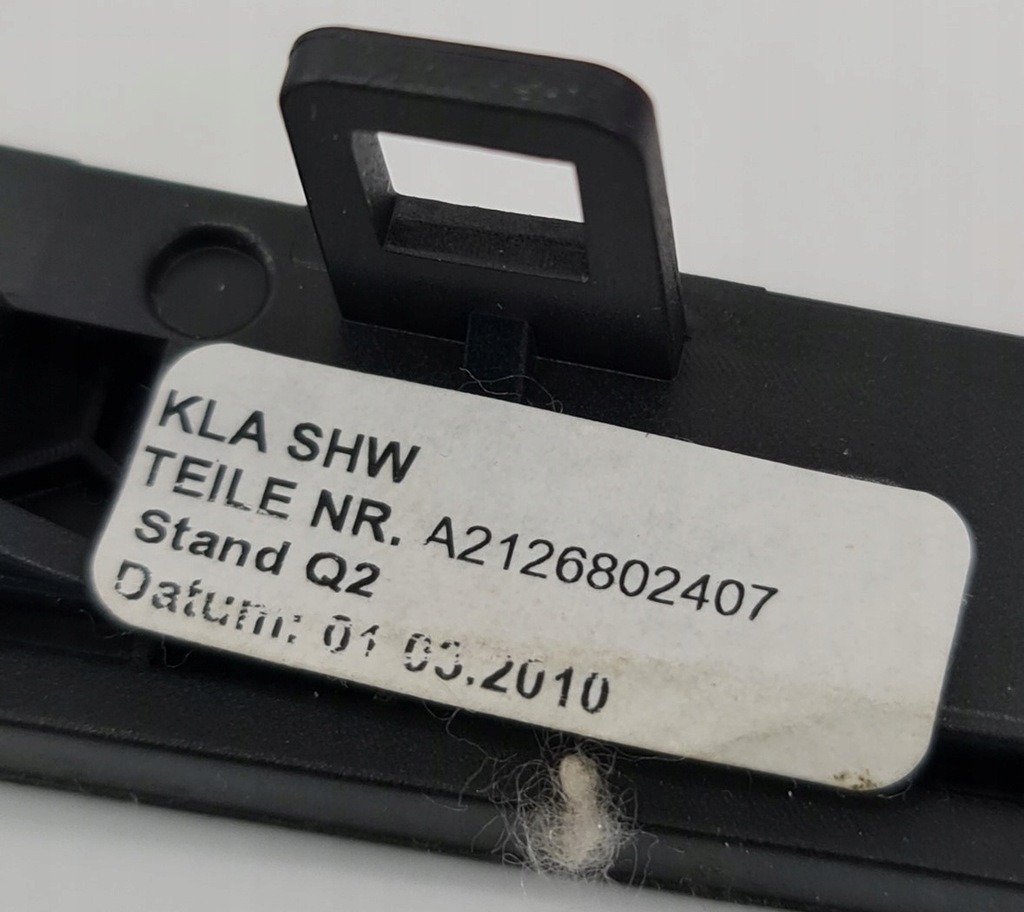 KLA SHW
TEILE NR. A2126802407
Stand Q2
Datum: 01 03.2010